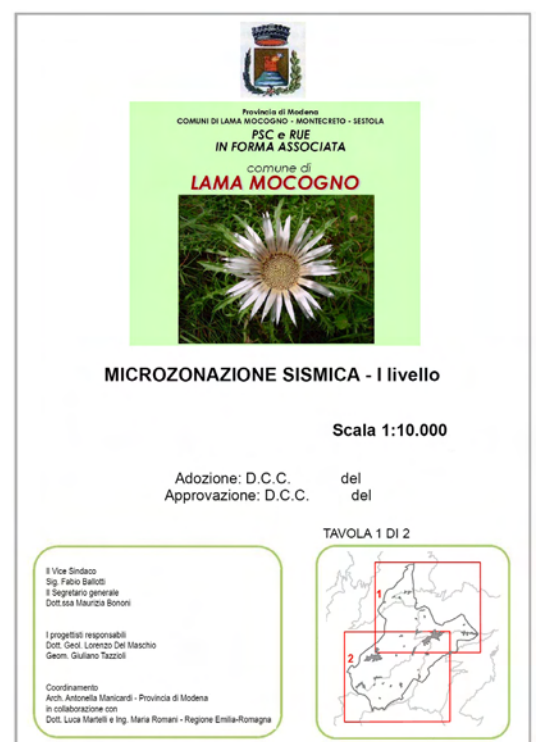 Provincia di Modena
COMUNI DI LAMA MOCOGNO - MONTECRETO - SESTOLA
PSC e RUE
IN FORMA ASSOCIATA
comune di
LAMA MOCOGNO
MICROZONAZIONE SISMICA - I livello
Scala 1:10.000
Adozione: D.C.C. del
Approvazione: D.C.C. del
TAVOLA 1 DI 2
Il Vice Sindaco
Sig. Fabio Ballotti
Il Segretario generale
Dott.ssa Maurizia Bononi
I progettisti responsabili
Dott. Geol. Lorenzo Del Maschio
Geom. Giuliano Tazzioli
Coordinamento
Arch. Antonella Manicardi - Provincia di Modena
in collaborazione con
Dott. Luca Martelli e Ing. Maria Romani - Regione Emilia-Romagna
1
2